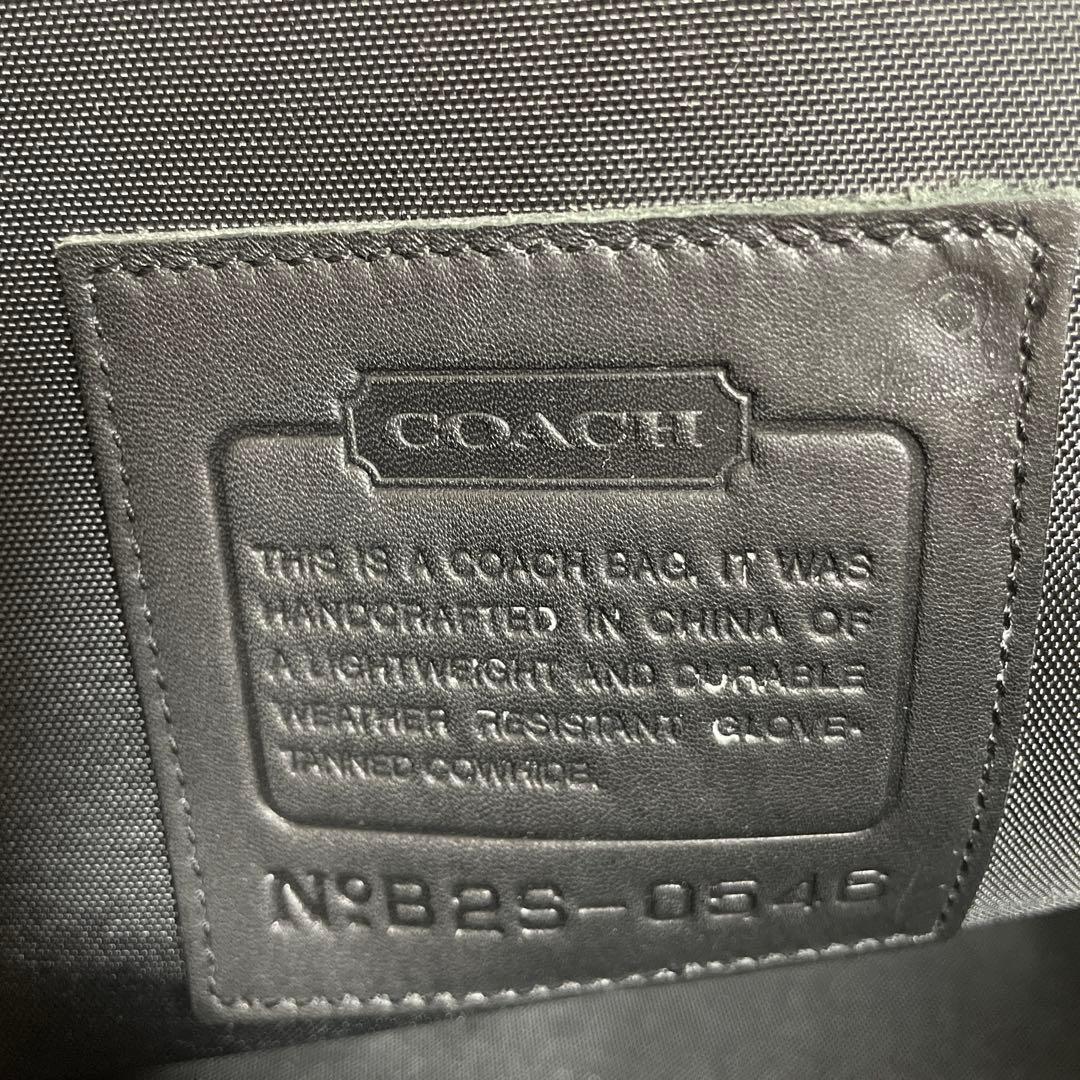 COACH
THIS IS A COACH BAG. IT WAS
HANDCRAFTED IN CHINA OF
A LIGHTWEIGHT AND DURABLE
WEATHER RESISTANT GLOVE-
TANNED COWHIDE.
Nº B2S-0546